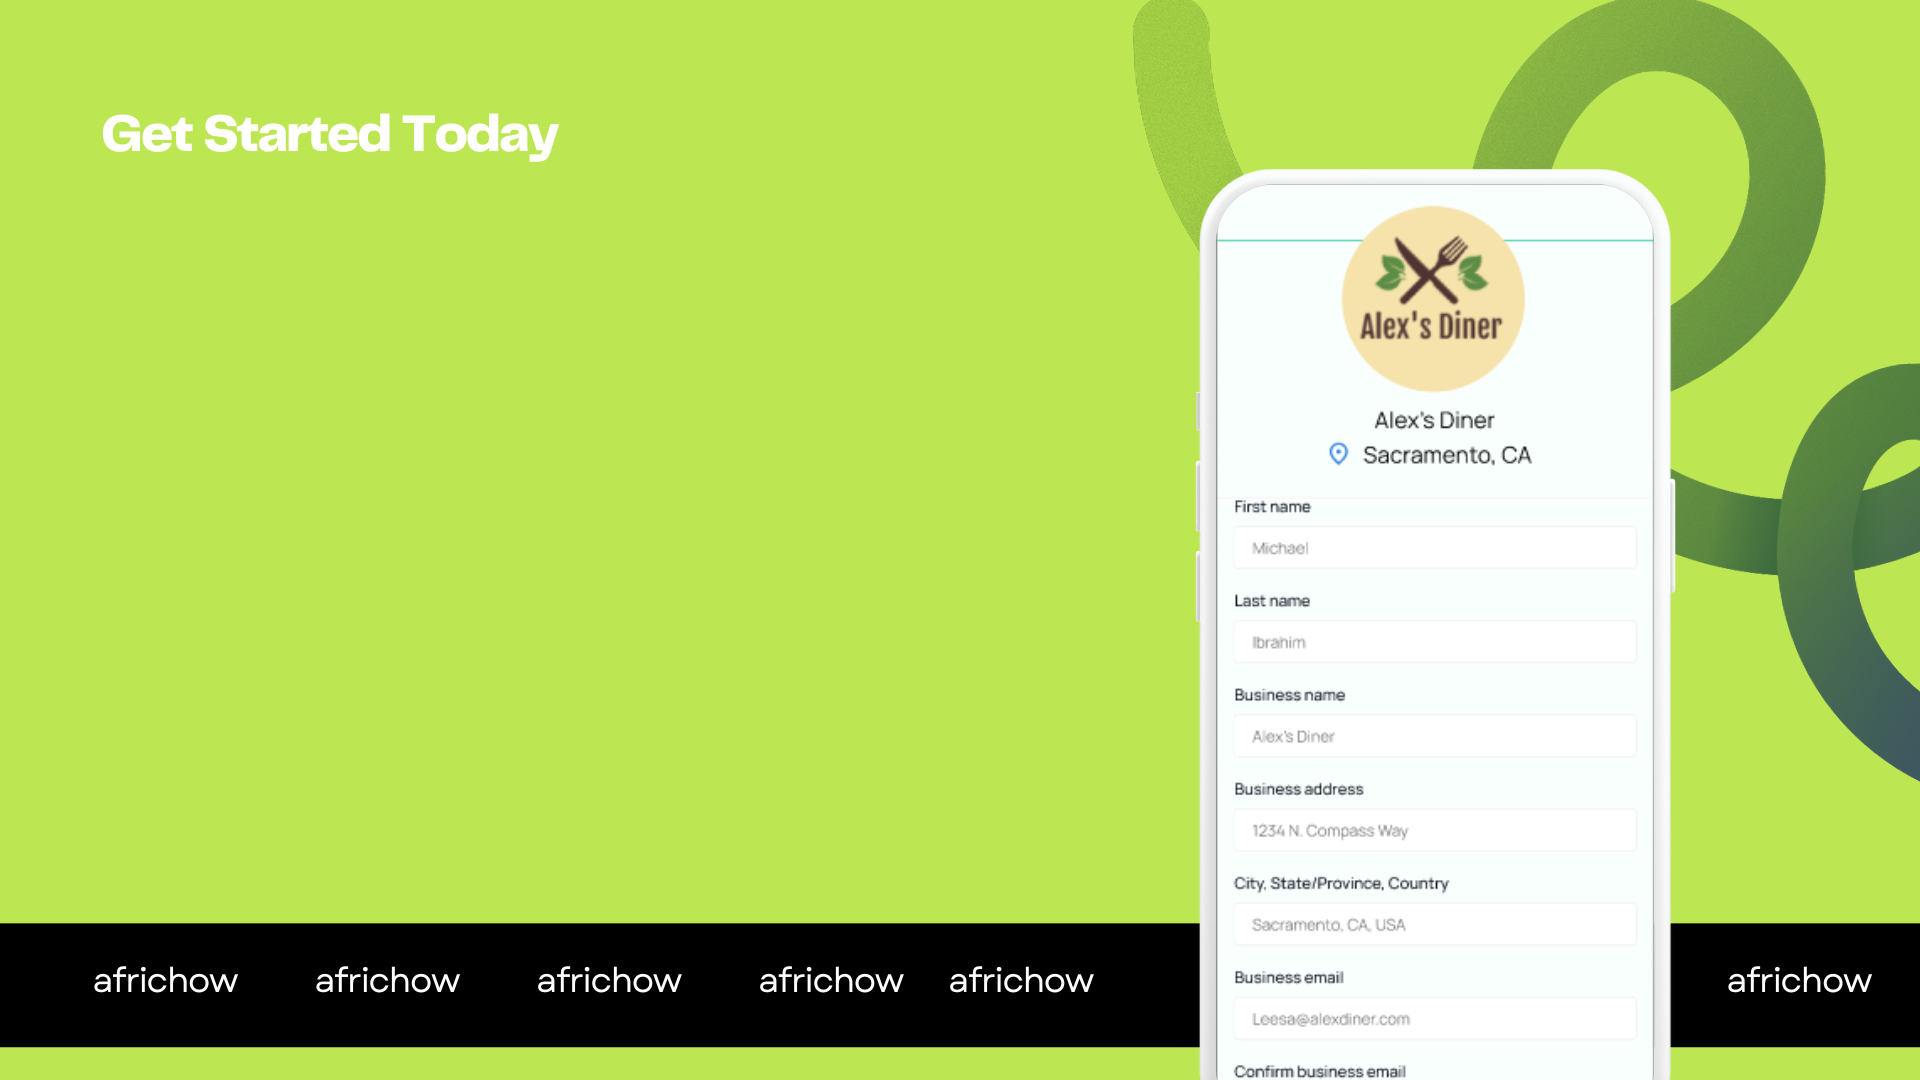 Get Started Today
Alex's Diner
Alex's Diner
Sacramento, CA
First name
Michael
Last name
Ibrahim
Business name
Alex's Diner
Business address
1234 N. Compass Way
City, State/Province, Country
Sacramento, CA, USA
Business email
Leesa@alexdiner.com
Confirm business email
africhow africhow africhow africhow africhow africhow